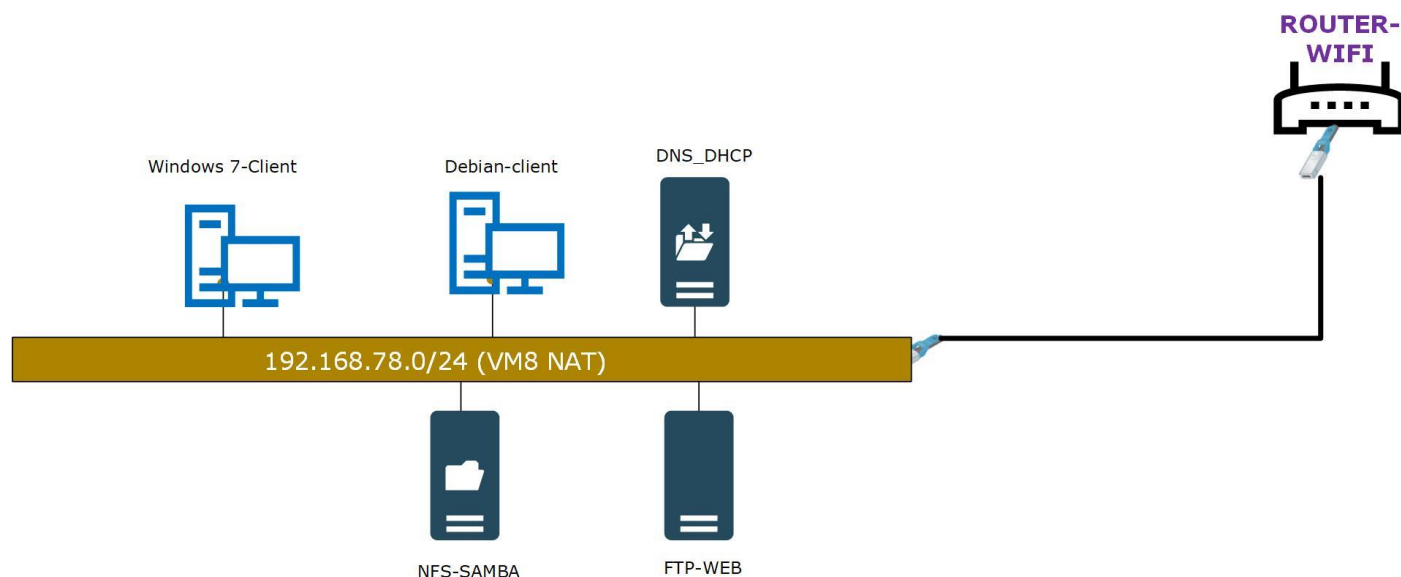 ROUTER-
WIFI
Windows 7-Client
Debian-client
DNS_DHCP
192.168.78.0/24 (VM8 NAT)
NFS-SAMBA
FTP-WEB